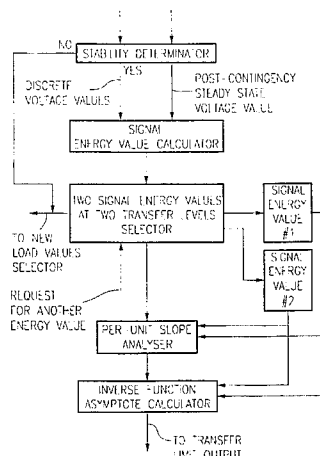 NO
STABILITY DETERMINATOR
YES
DISCRETE
VOLTAGE VALUES
POST-CONTINGENCY
STEADY STATE
VOLTAGE VALUE
SIGNAL
ENERGY VALUE CALCULATOR
TWO SIGNAL ENERGY VALUES
AT TWO TRANSFER LEVELS
SELECTOR
SIGNAL
ENERGY
VALUE
#1
TO NEW
LOAD VALUES
SELECTOR
SIGNAL
ENERGY
VALUE
#2
REQUEST
FOR ANOTHER
ENERGY VALUE
PER-UNIT SLOPE
ANALYSER
INVERSE FUNCTION
ASYMPTOTE CALCULATOR
TO TRANSFER
LIMIT OUTPUT